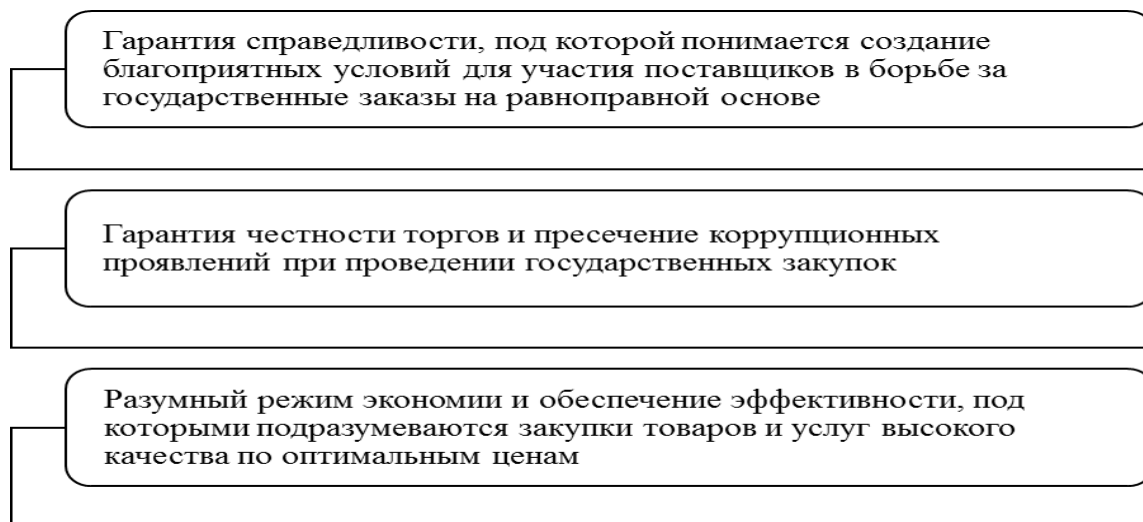 Гарантия справедливости, под которой понимается создание
благоприятных условий для участия поставщиков в борьбе за
государственные заказы на равноправной основе
Гарантия честности торгов и пресечение коррупционных
проявлений при проведении государственных закупок
Разумный режим экономии и обеспечение эффективности, под
которыми подразумеваются закупки товаров и услуг высокого
качества по оптимальным ценам